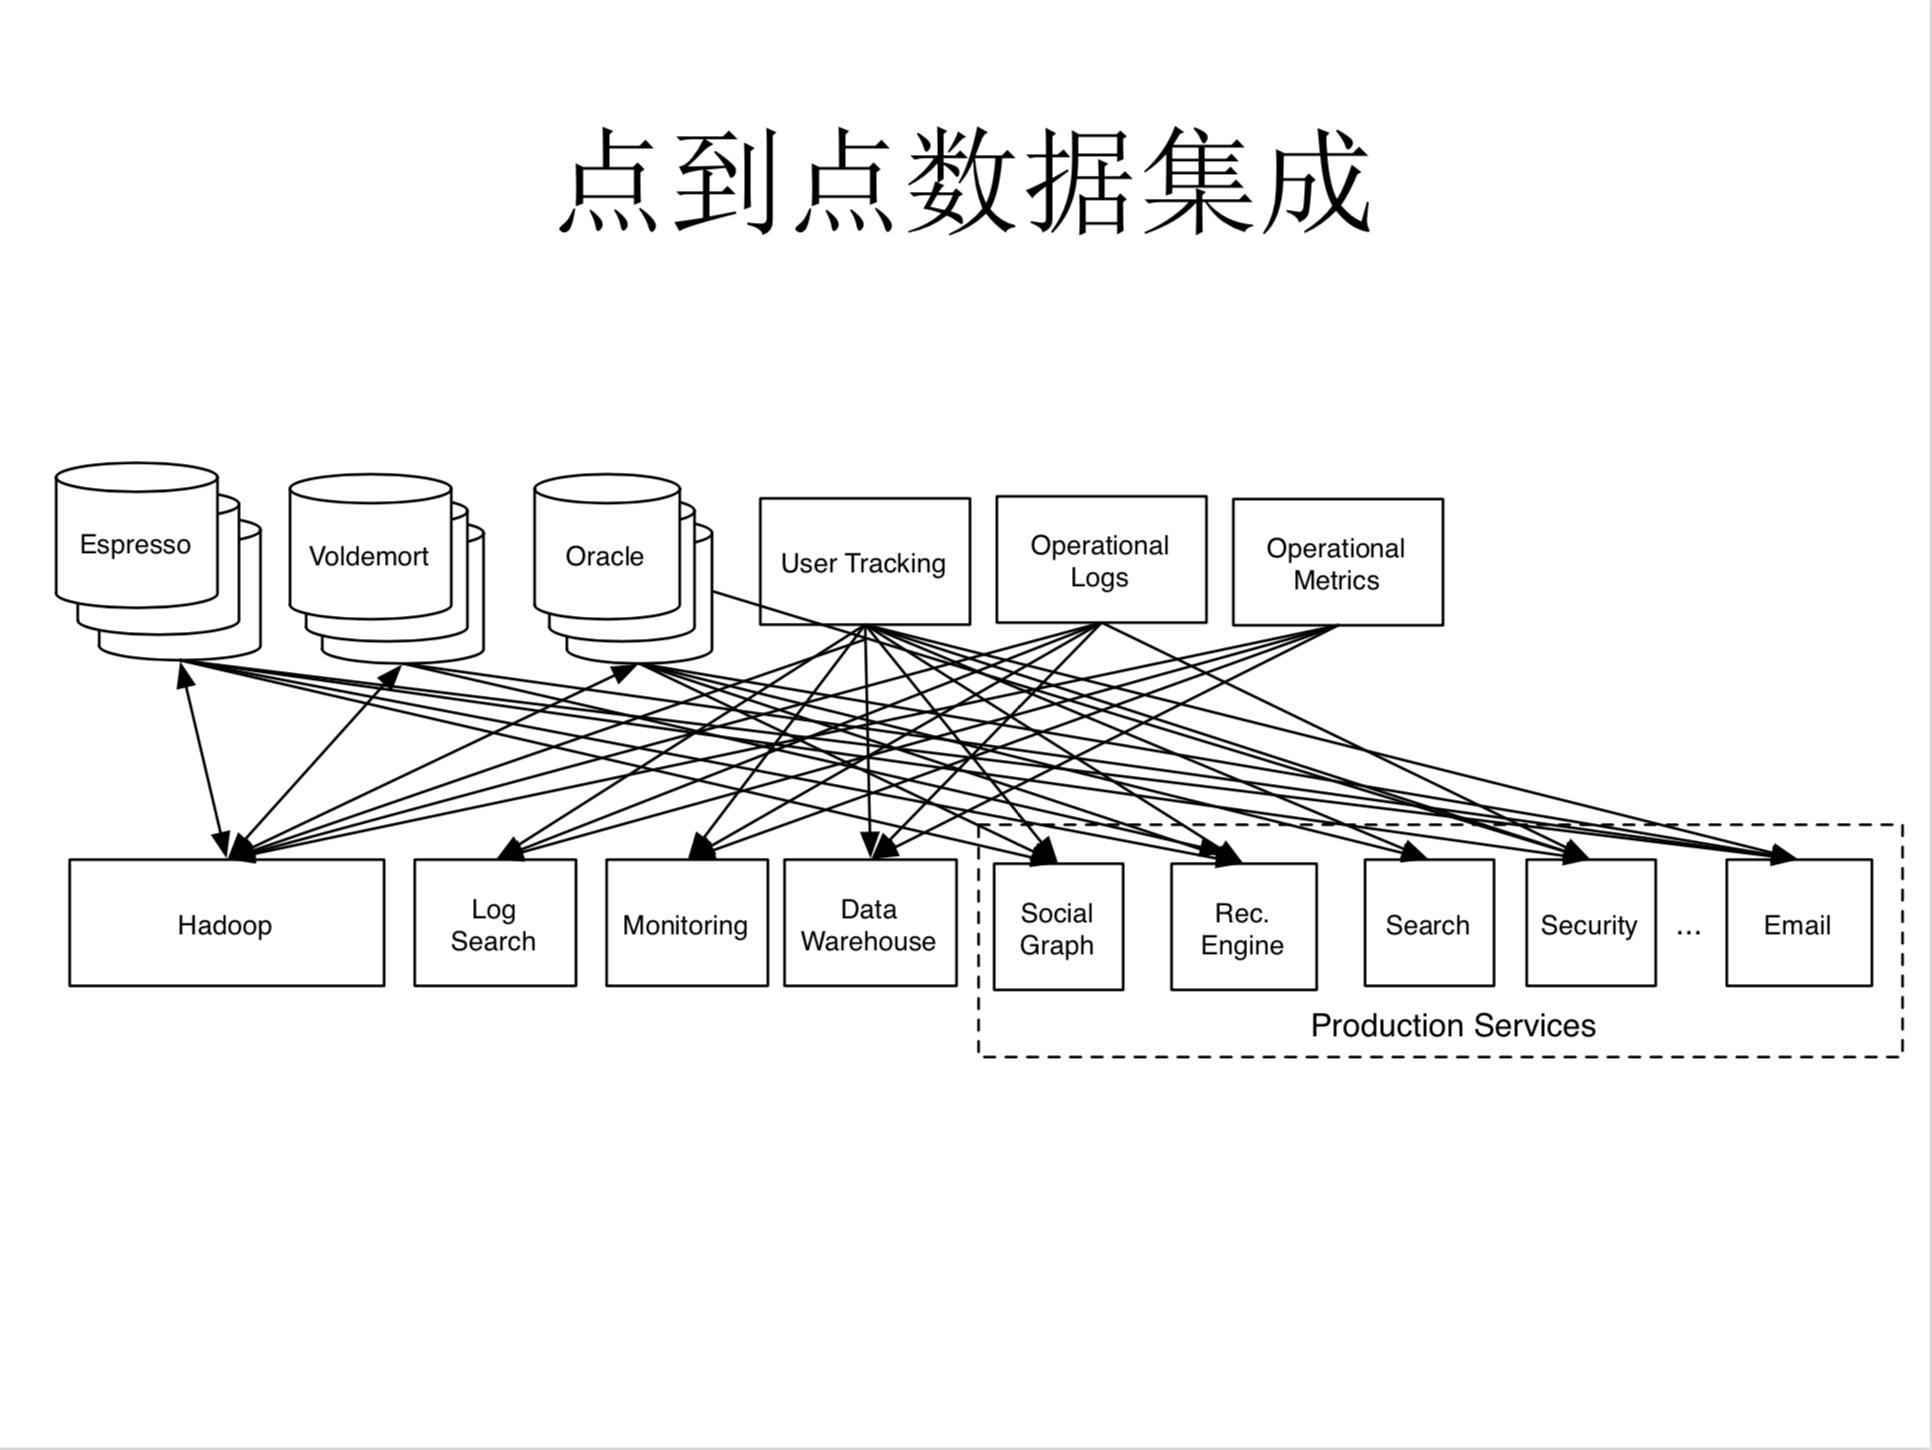 点到点数据集成
Espresso
Voldemort
Oracle
User Tracking
Operational
Logs
Operational
Metrics
Hadoop
Log
Search
Monitoring
Data
Warehouse
Social
Graph
Rec.
Engine
Search
Security
...
Email
Production Services